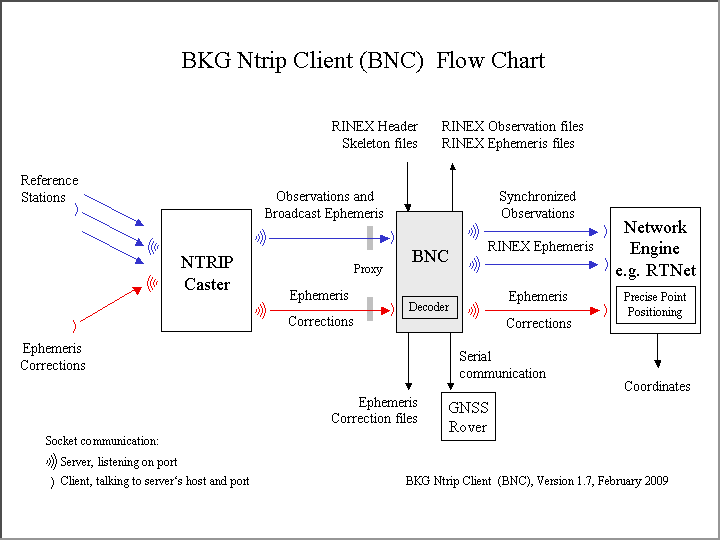 BKG Ntrip Client (BNC) Flow Chart
RINEX Header
Skeleton files
RINEX Observation files
RINEX Ephemeris files
Reference
Stations
Observations and
Broadcast Ephemeris
Synchronized
Observations
NTRIP
Caster
BNC
RINEX Ephemeris
Network
Engine
e.g. RTNet
Proxy
Ephemeris
Corrections
Decoder
Ephemeris
Corrections
Precise Point
Positioning
Ephemeris
Corrections
Serial
communication
Coordinates
Ephemeris
Correction files
GNSS
Rover
Socket communication:
Server, listening on port
Client, talking to server‘s host and port
BKG Ntrip Client (BNC), Version 1.7, February 2009